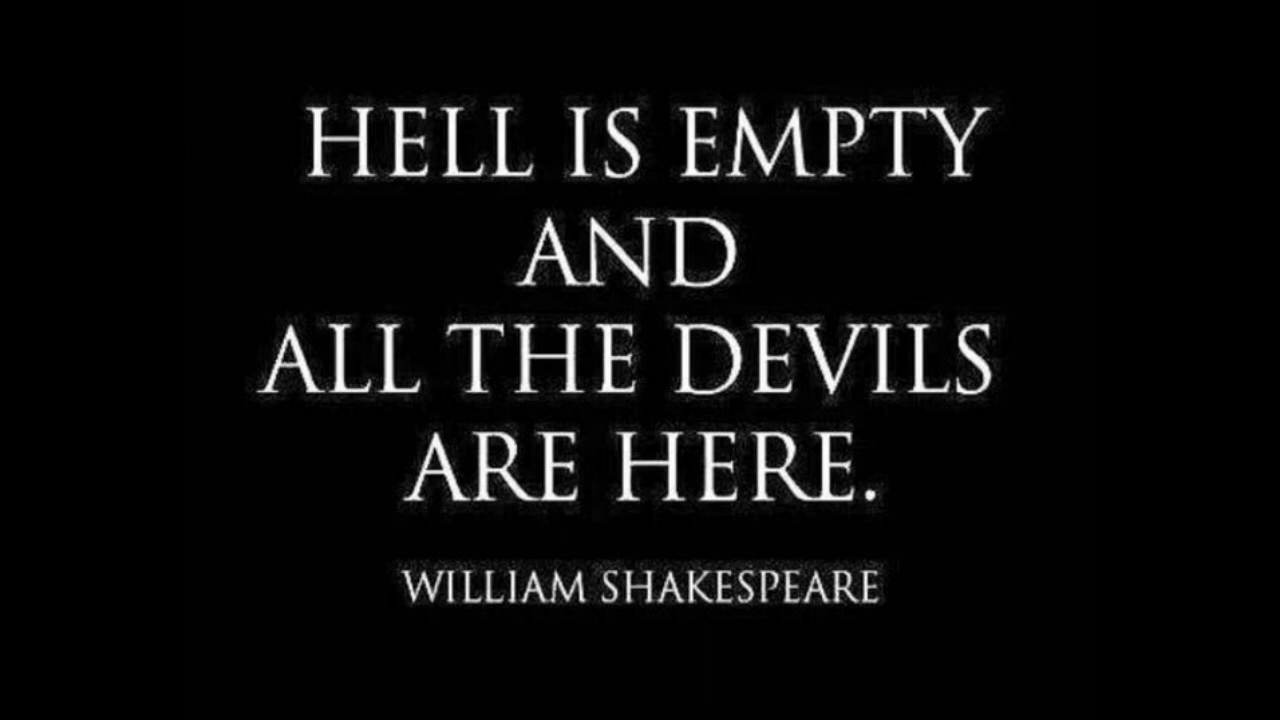 HELL IS EMPTY
AND
ALL THE DEVILS
ARE HERE.
WILLIAM SHAKESPEARE